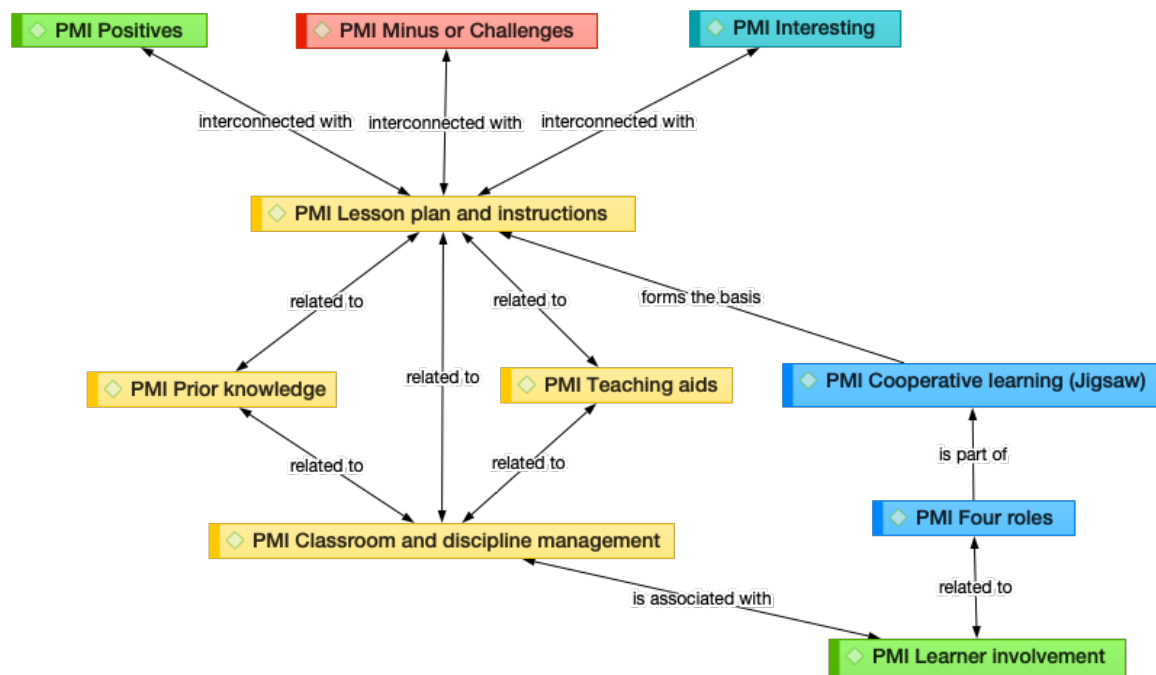 PMI Positives
PMI Minus or Challenges
PMI Interesting
interconnected with
interconnected with
interconnected with
PMI Lesson plan and instructions
related to
related to
forms the basis
related to
PMI Prior knowledge
PMI Teaching aids
PMI Cooperative learning (Jigsaw)
related to
related to
is part of
PMI Four roles
PMI Classroom and discipline management
is associated with
related to
PMI Learner involvement